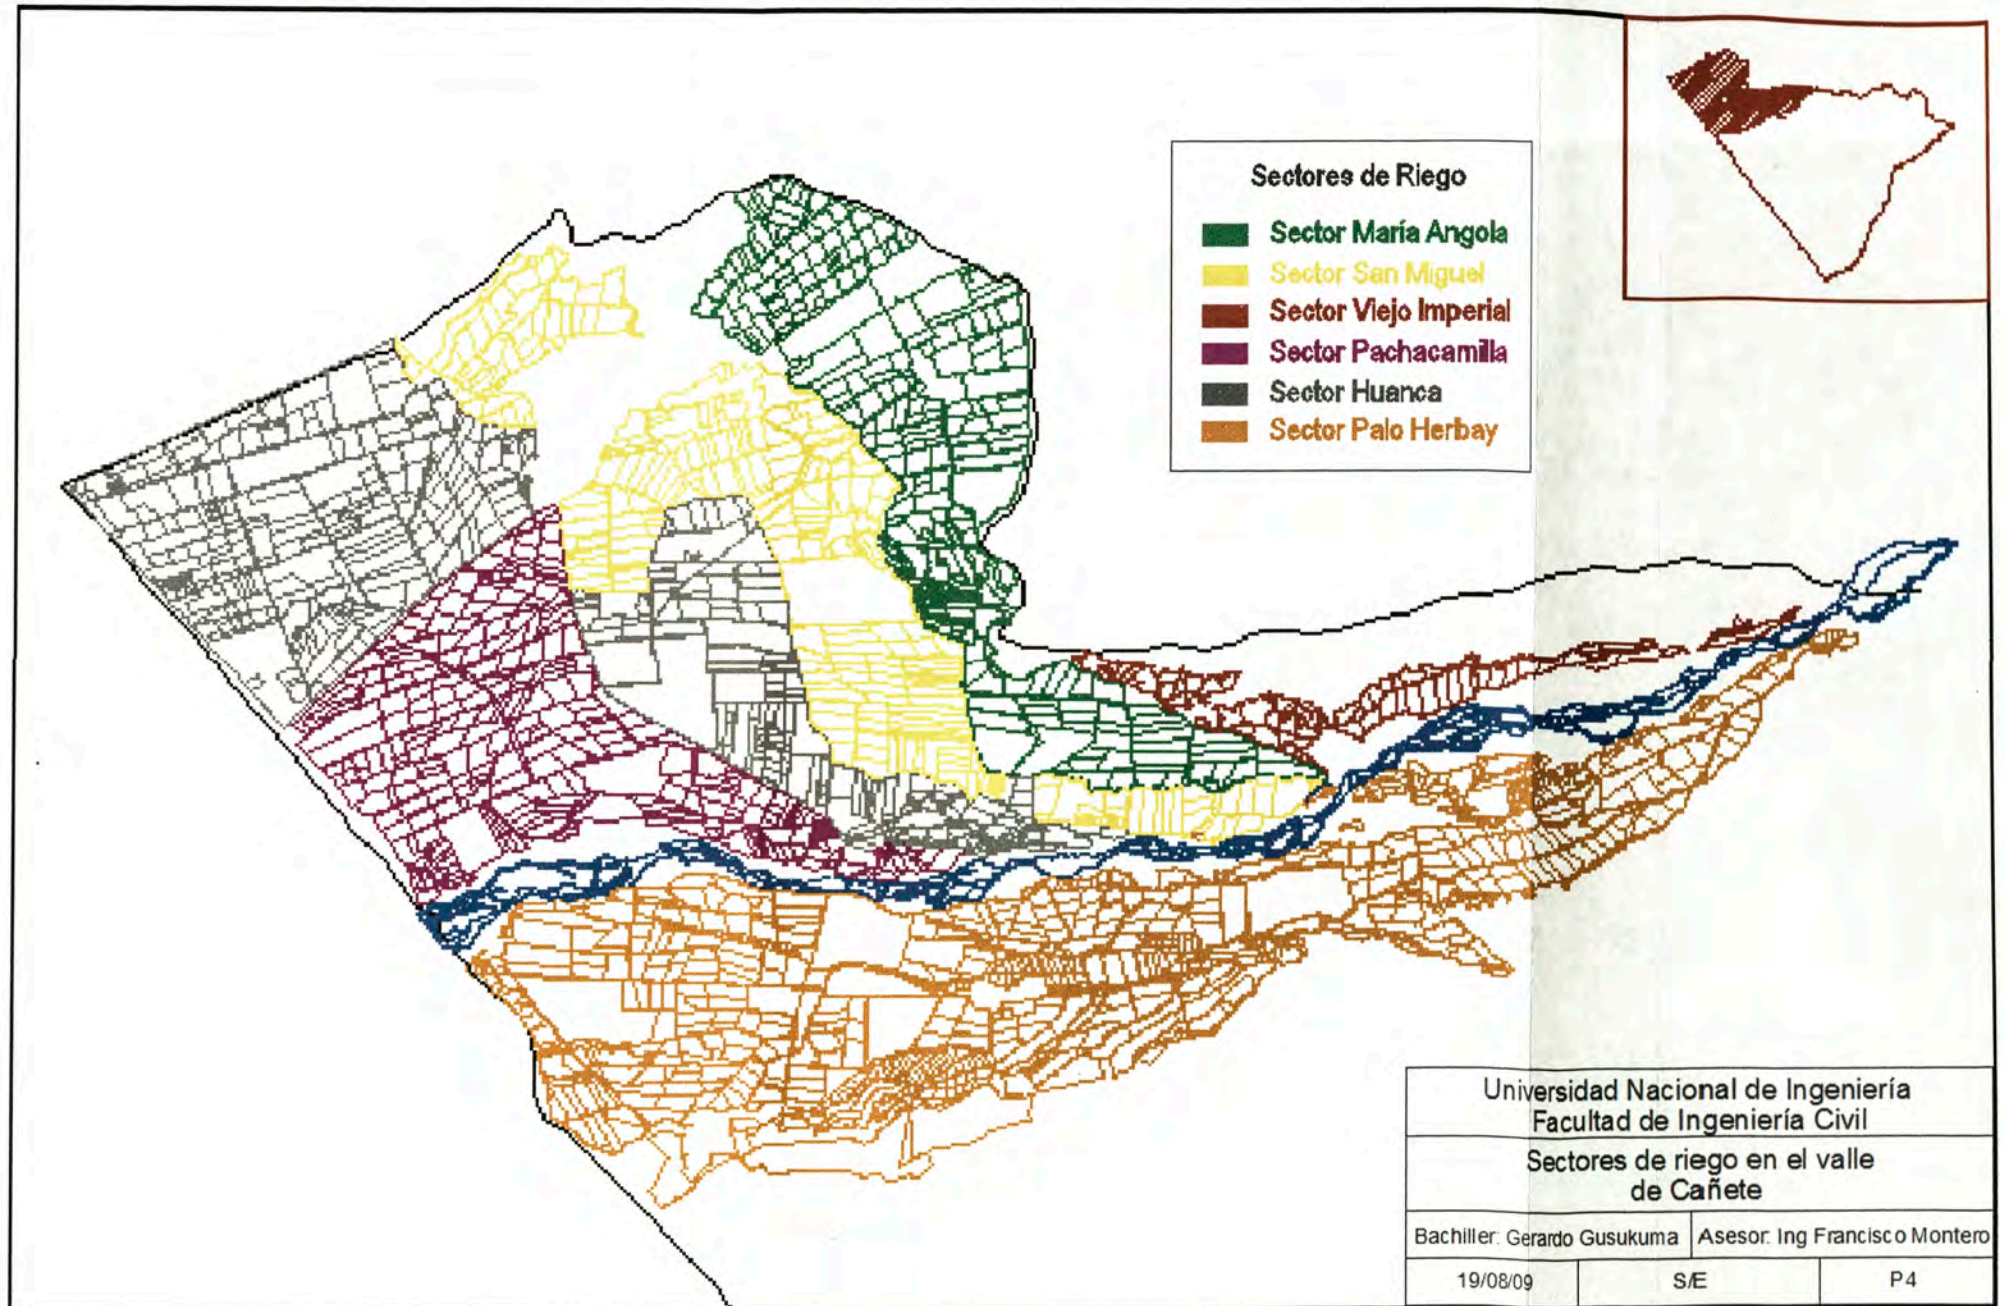 Sectores de Riego
Sector María Angola
Sector San Miguel
Sector Viejo Imperial
Sector Pachacamilla
Sector Huanca
Sector Palo Herbay
Universidad Nacional de Ingeniería
Facultad de Ingeniería Civil
Sectores de riego en el valle
de Cañete
Bachiller: Gerardo Gusukuma
Asesor: Ing Francisco Montero
19/08/09
S/E
P4